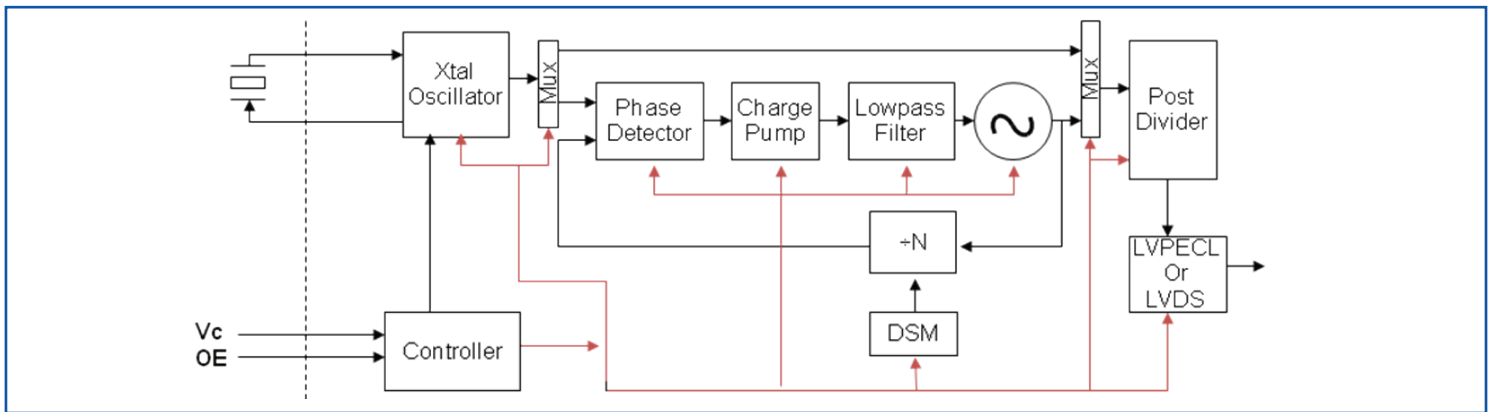 Xtal
Oscillator
Mux
Phase
Detector
Charge
Pump
Lowpass
Filter
Mux
Post
Divider
÷N
LVPECL
Or
LVDS
DSM
Vc
OE
Controller